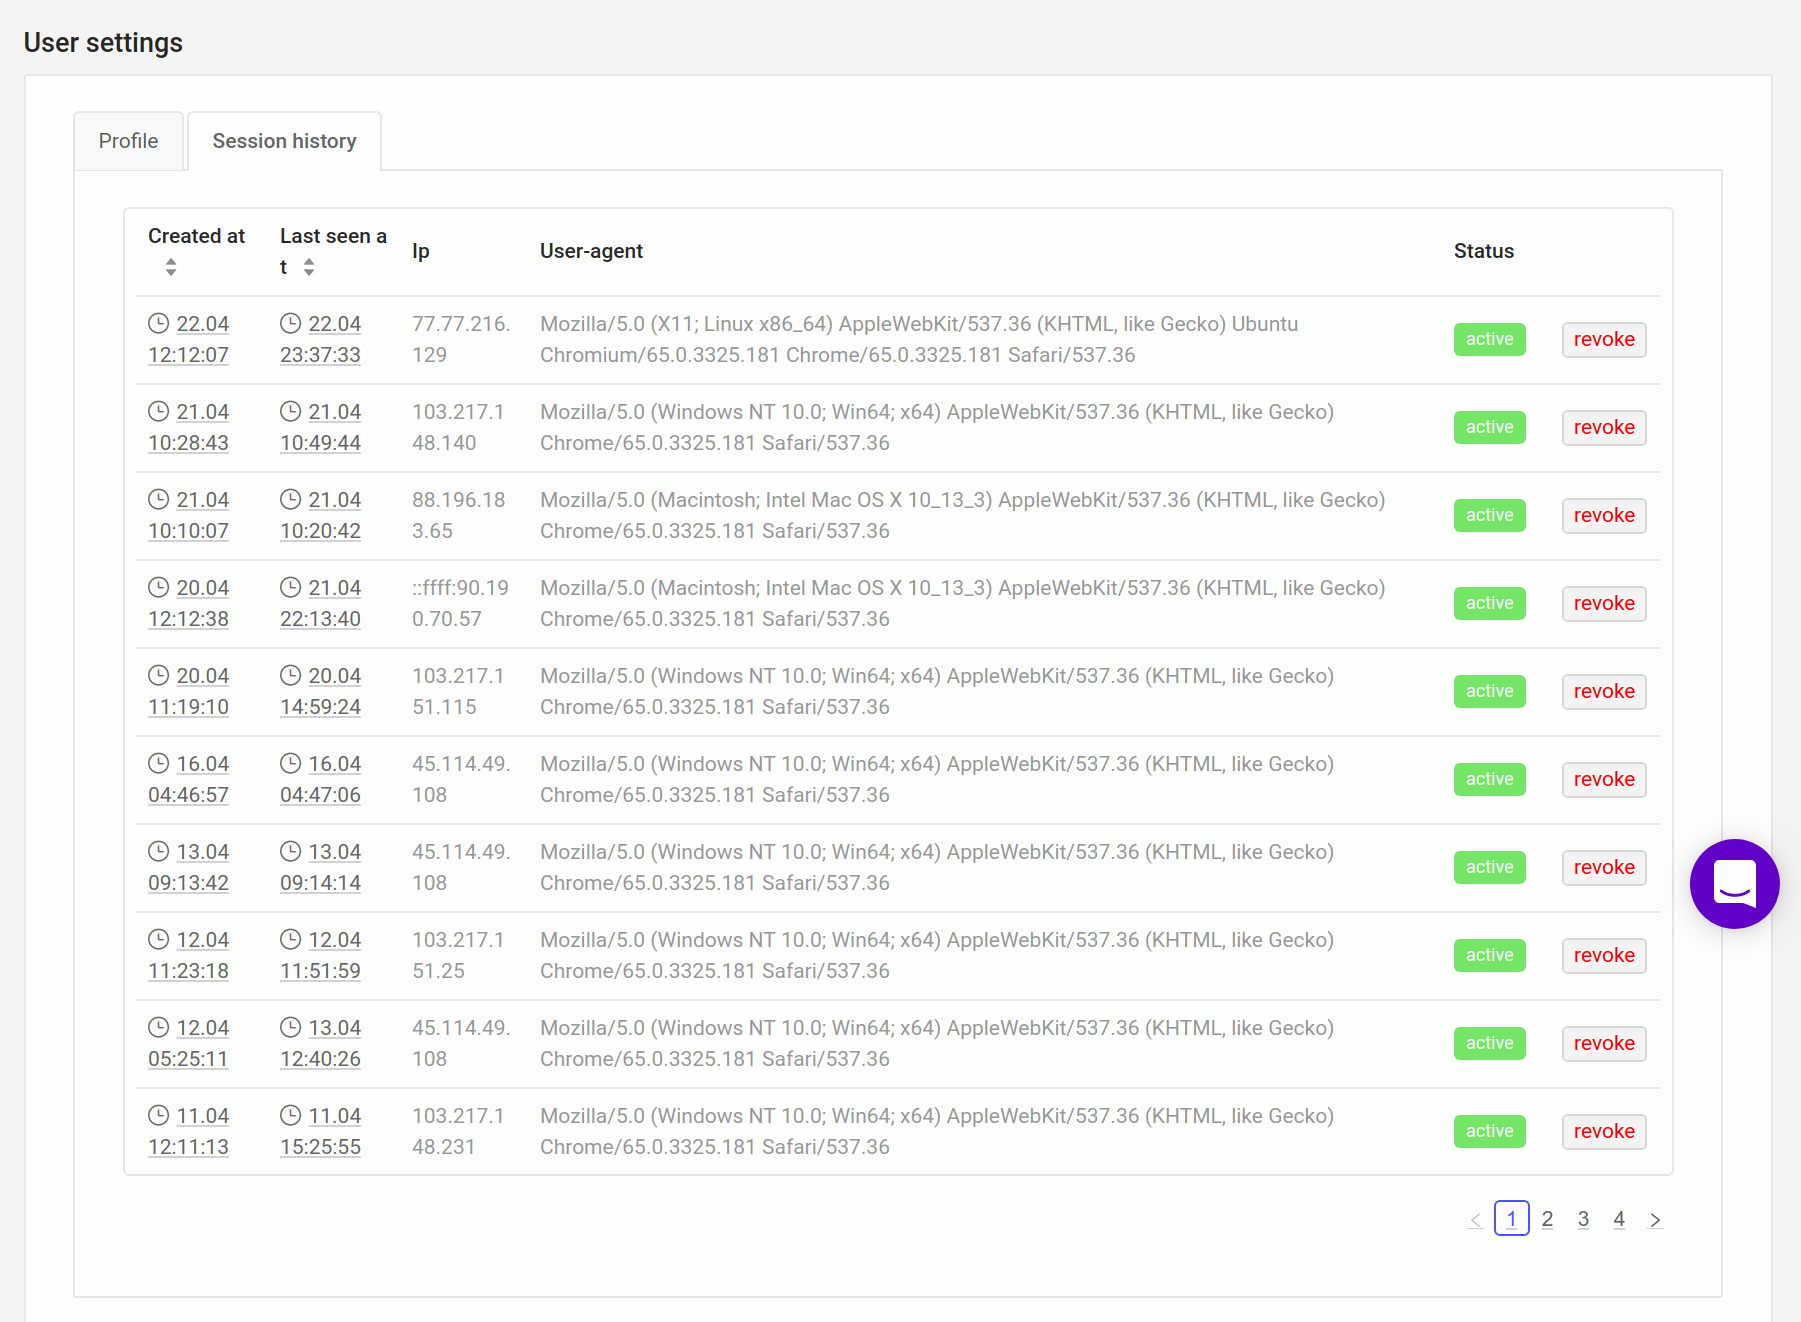 User settings
Profile Session history
Created at Last seen a Ip User-agent Status
t
22.04 22.04 77.77.216. Mozilla/5.0 (X11; Linux x86_64) AppleWebKit/537.36 (KHTML, like Gecko) Ubuntu active revoke
12:12:07 23:37:33 129 Chromium/65.0.3325.181 Chrome/65.0.3325.181 Safari/537.36
21.04 21.04 103.217.1 Mozilla/5.0 (Windows NT 10.0; Win64; x64) AppleWebKit/537.36 (KHTML, like Gecko) active revoke
10:28:43 10:49:44 48.140 Chrome/65.0.3325.181 Safari/537.36
21.04 21.04 88.196.18 Mozilla/5.0 (Macintosh; Intel Mac OS X 10_13_3) AppleWebKit/537.36 (KHTML, like Gecko) active revoke
10:10:07 10:20:42 3.65 Chrome/65.0.3325.181 Safari/537.36
20.04 21.04 ::ffff:90.19 Mozilla/5.0 (Macintosh; Intel Mac OS X 10_13_3) AppleWebKit/537.36 (KHTML, like Gecko) active revoke
12:12:38 22:13:40 0.70.57 Chrome/65.0.3325.181 Safari/537.36
20.04 20.04 103.217.1 Mozilla/5.0 (Windows NT 10.0; Win64; x64) AppleWebKit/537.36 (KHTML, like Gecko) active revoke
11:19:10 14:59:24 51.115 Chrome/65.0.3325.181 Safari/537.36
16.04 16.04 45.114.49. Mozilla/5.0 (Windows NT 10.0; Win64; x64) AppleWebKit/537.36 (KHTML, like Gecko) active revoke
04:46:57 04:47:06 108 Chrome/65.0.3325.181 Safari/537.36
13.04 13.04 45.114.49. Mozilla/5.0 (Windows NT 10.0; Win64; x64) AppleWebKit/537.36 (KHTML, like Gecko) active revoke
09:13:42 09:14:14 108 Chrome/65.0.3325.181 Safari/537.36
12.04 12.04 103.217.1 Mozilla/5.0 (Windows NT 10.0; Win64; x64) AppleWebKit/537.36 (KHTML, like Gecko) active revoke
11:23:18 11:51:59 51.25 Chrome/65.0.3325.181 Safari/537.36
12.04 13.04 45.114.49. Mozilla/5.0 (Windows NT 10.0; Win64; x64) AppleWebKit/537.36 (KHTML, like Gecko) active revoke
05:25:11 12:40:26 108 Chrome/65.0.3325.181 Safari/537.36
11.04 11.04 103.217.1 Mozilla/5.0 (Windows NT 10.0; Win64; x64) AppleWebKit/537.36 (KHTML, like Gecko) active revoke
12:11:13 15:25:55 48.231 Chrome/65.0.3325.181 Safari/537.36
< 1 2 3 4 >